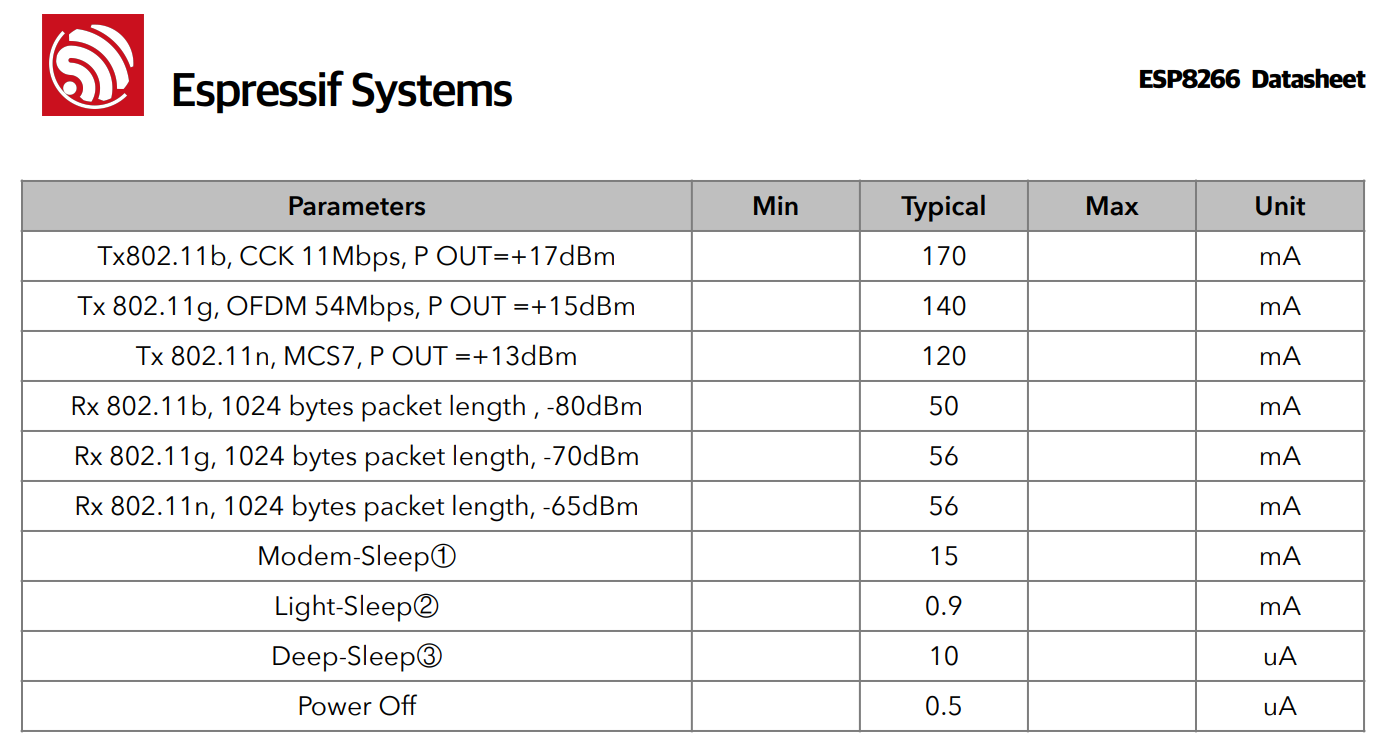 Espressif Systems
ESP8266 Datasheet
Parameters Min Typical Max Unit
Tx802.11b, CCK 11Mbps, P OUT=+17dBm 170 mA
Tx 802.11g, OFDM 54Mbps, P OUT =+15dBm 140 mA
Tx 802.11n, MCS7, P OUT =+13dBm 120 mA
Rx 802.11b, 1024 bytes packet length , -80dBm 50 mA
Rx 802.11g, 1024 bytes packet length, -70dBm 56 mA
Rx 802.11n, 1024 bytes packet length, -65dBm 56 mA
Modem-Sleep① 15 mA
Light-Sleep② 0.9 mA
Deep-Sleep③ 10 uA
Power Off 0.5 uA